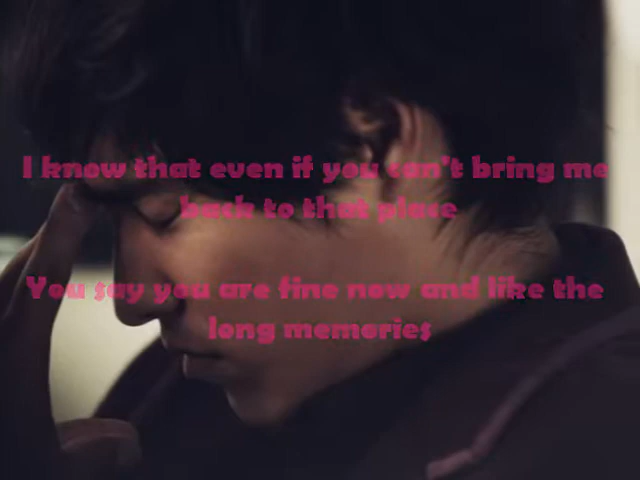 I know that even if you can't bring me
back to that place
You say you are fine now and like the
long memories